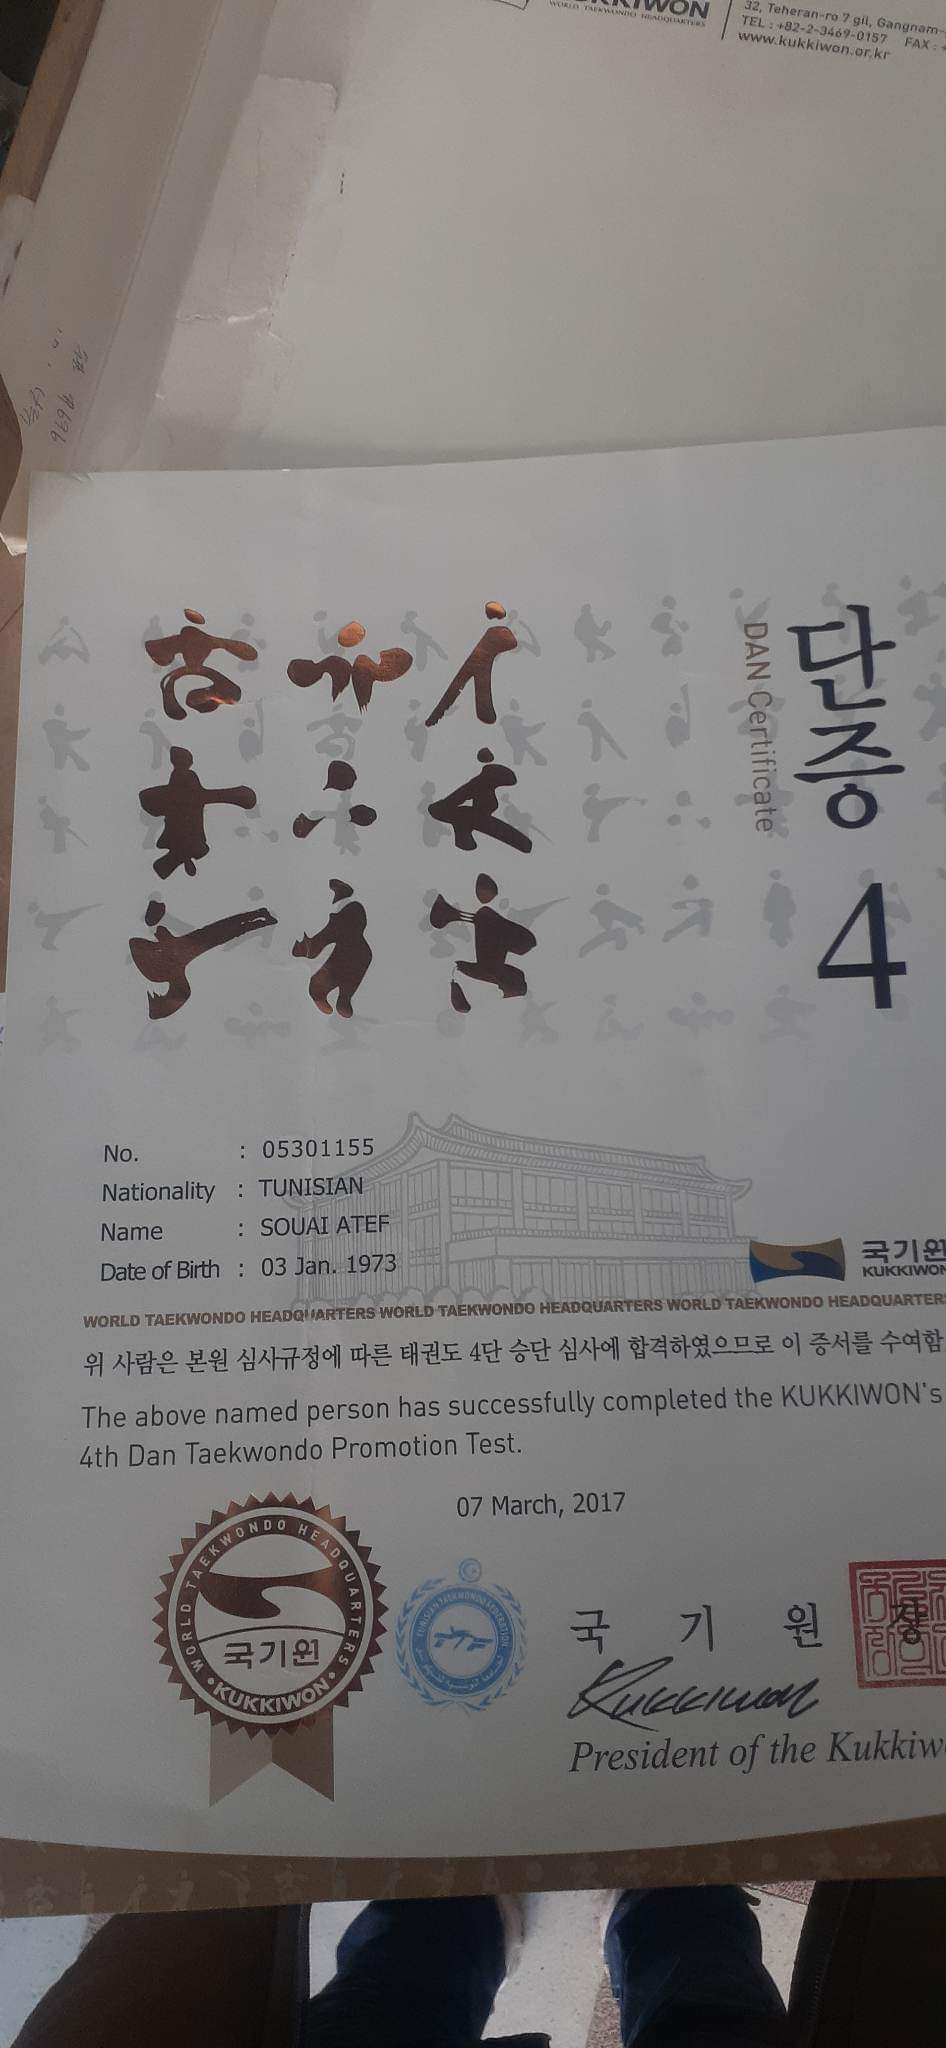 KKIWON
WORLD TAEKWONDO HEADQUARTERS
32, Teheran-ro 7 gil, Gangnam-
TEL : +82-2-3469-0157 FAX : +
www.kukkiwon.or.kr
단증
DAN Certificate
4
No. : 05301155
Nationality : TUNISIAN
Name : SOUAI ATEF
Date of Birth : 03 Jan. 1973
국기원
KUKKIWON
WORLD TAEKWONDO HEADQUARTERS WORLD TAEKWONDO HEADQUARTERS WORLD TAEKWONDO HEADQUARTERS
위 사람은 본원 심사규정에 따른 태권도 4단 승단 심사에 합격하였으므로 이 증서를 수여함
The above named person has successfully completed the KUKKIWON's
4th Dan Taekwondo Promotion Test.
07 March, 2017
WORLD TAEKWONDO HEADQUARTERS
국기원
KUKKIWON
TUNISIAN TAEKWONDO FEDERATION
국 기 원 장
Kukkiwon
President of the Kukkiw